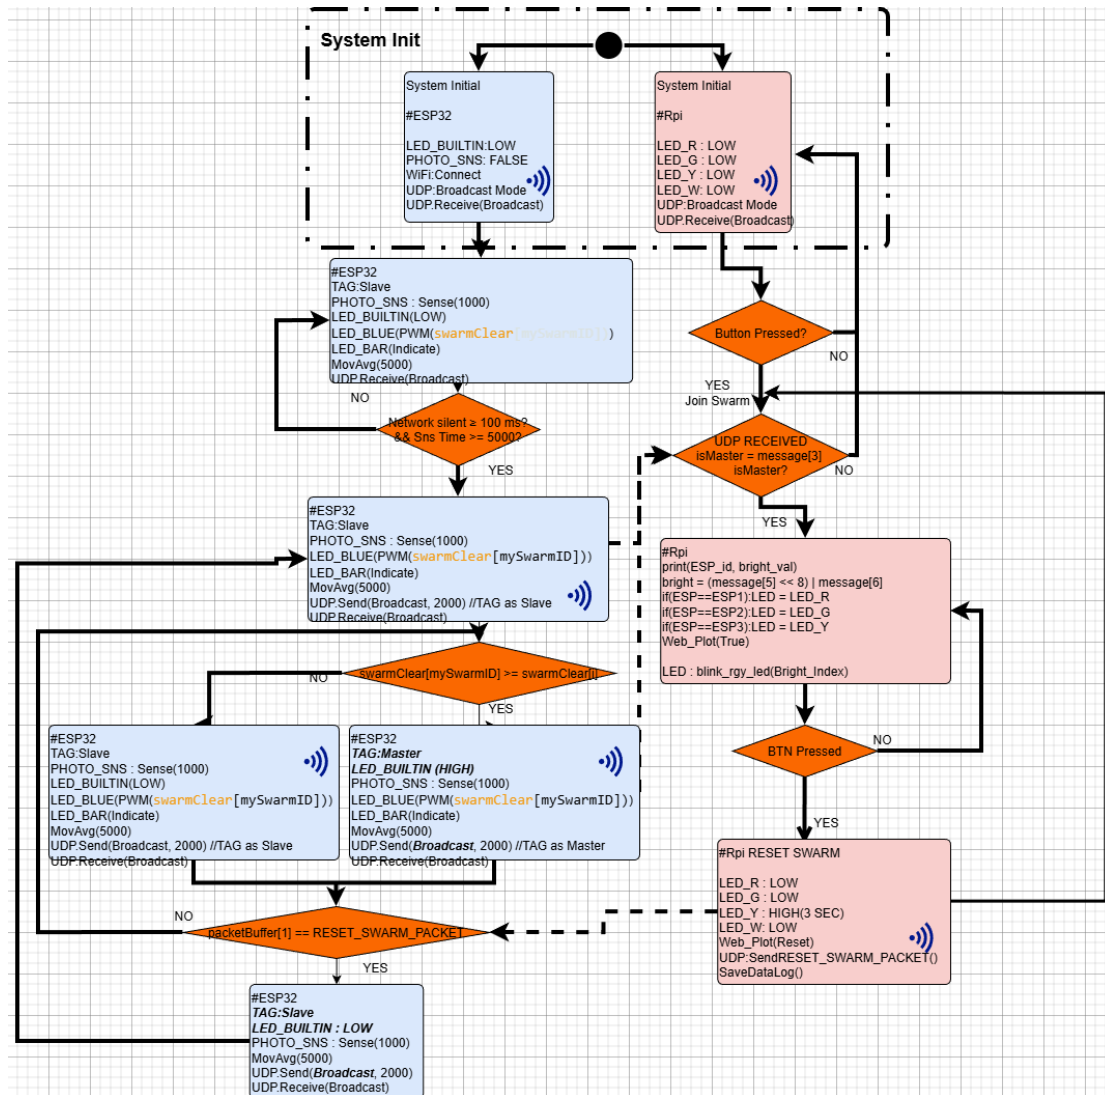 System Init
System Initial
#ESP32
LED_BUILTIN:LOW
PHOTO_SNS: FALSE
WiFi:Connect
UDP:Broadcast Mode
UDP.Receive(Broadcast)
System Initial
#Rpi
LED_R : LOW
LED_G : LOW
LED_Y : LOW
LED_W: LOW
UDP:Broadcast Mode
UDP.Receive(Broadcast)
#ESP32
TAG:Slave
PHOTO_SNS : Sense(1000)
LED_BUILTIN(LOW)
LED_BLUE(PWM(swarmClear[mySwarmID]))
LED_BAR(Indicate)
MovAvg(5000)
UDP.Receive(Broadcast)
Button Pressed?
NO
YES
Join Swarm
NO
Network silent ≥ 100 ms?
&& Sns Time >= 5000?
YES
UDP RECEIVED
isMaster = message[3]
isMaster?
NO
YES
#ESP32
TAG:Slave
PHOTO_SNS : Sense(1000)
LED_BLUE(PWM(swarmClear[mySwarmID]))
LED_BAR(Indicate)
MovAvg(5000)
UDP.Send(Broadcast, 2000) //TAG as Slave
UDP.Receive(Broadcast)
#Rpi
print(ESP_id, bright_val)
bright = (message[5] << 8) | message[6]
if(ESP==ESP1):LED = LED_R
if(ESP==ESP2):LED = LED_G
if(ESP==ESP3):LED = LED_Y
Web_Plot(True)
LED : blink_rgy_led(Bright_Index)
swarmClear[mySwarmID] >= swarmClear[i]
NO
YES
#ESP32
TAG:Slave
PHOTO_SNS : Sense(1000)
LED_BUILTIN(LOW)
LED_BLUE(PWM(swarmClear[mySwarmID]))
LED_BAR(Indicate)
MovAvg(5000)
UDP.Send(Broadcast, 2000) //TAG as Slave
UDP.Receive(Broadcast)
#ESP32
TAG:Master
LED_BUILTIN (HIGH)
PHOTO_SNS : Sense(1000)
LED_BLUE(PWM(swarmClear[mySwarmID]))
LED_BAR(Indicate)
MovAvg(5000)
UDP.Send(Broadcast, 2000) //TAG as Master
UDP.Receive(Broadcast)
BTN Pressed
NO
YES
#Rpi RESET SWARM
LED_R : LOW
LED_G : LOW
LED_Y : HIGH(3 SEC)
LED_W: LOW
Web_Plot(Reset)
UDP:SendRESET_SWARM_PACKET()
SaveDataLog()
NO
packetBuffer[1] == RESET_SWARM_PACKET
YES
#ESP32
TAG:Slave
LED_BUILTIN : LOW
PHOTO_SNS : Sense(1000)
MovAvg(5000)
UDP.Send(Broadcast, 2000)
UDP.Receive(Broadcast)